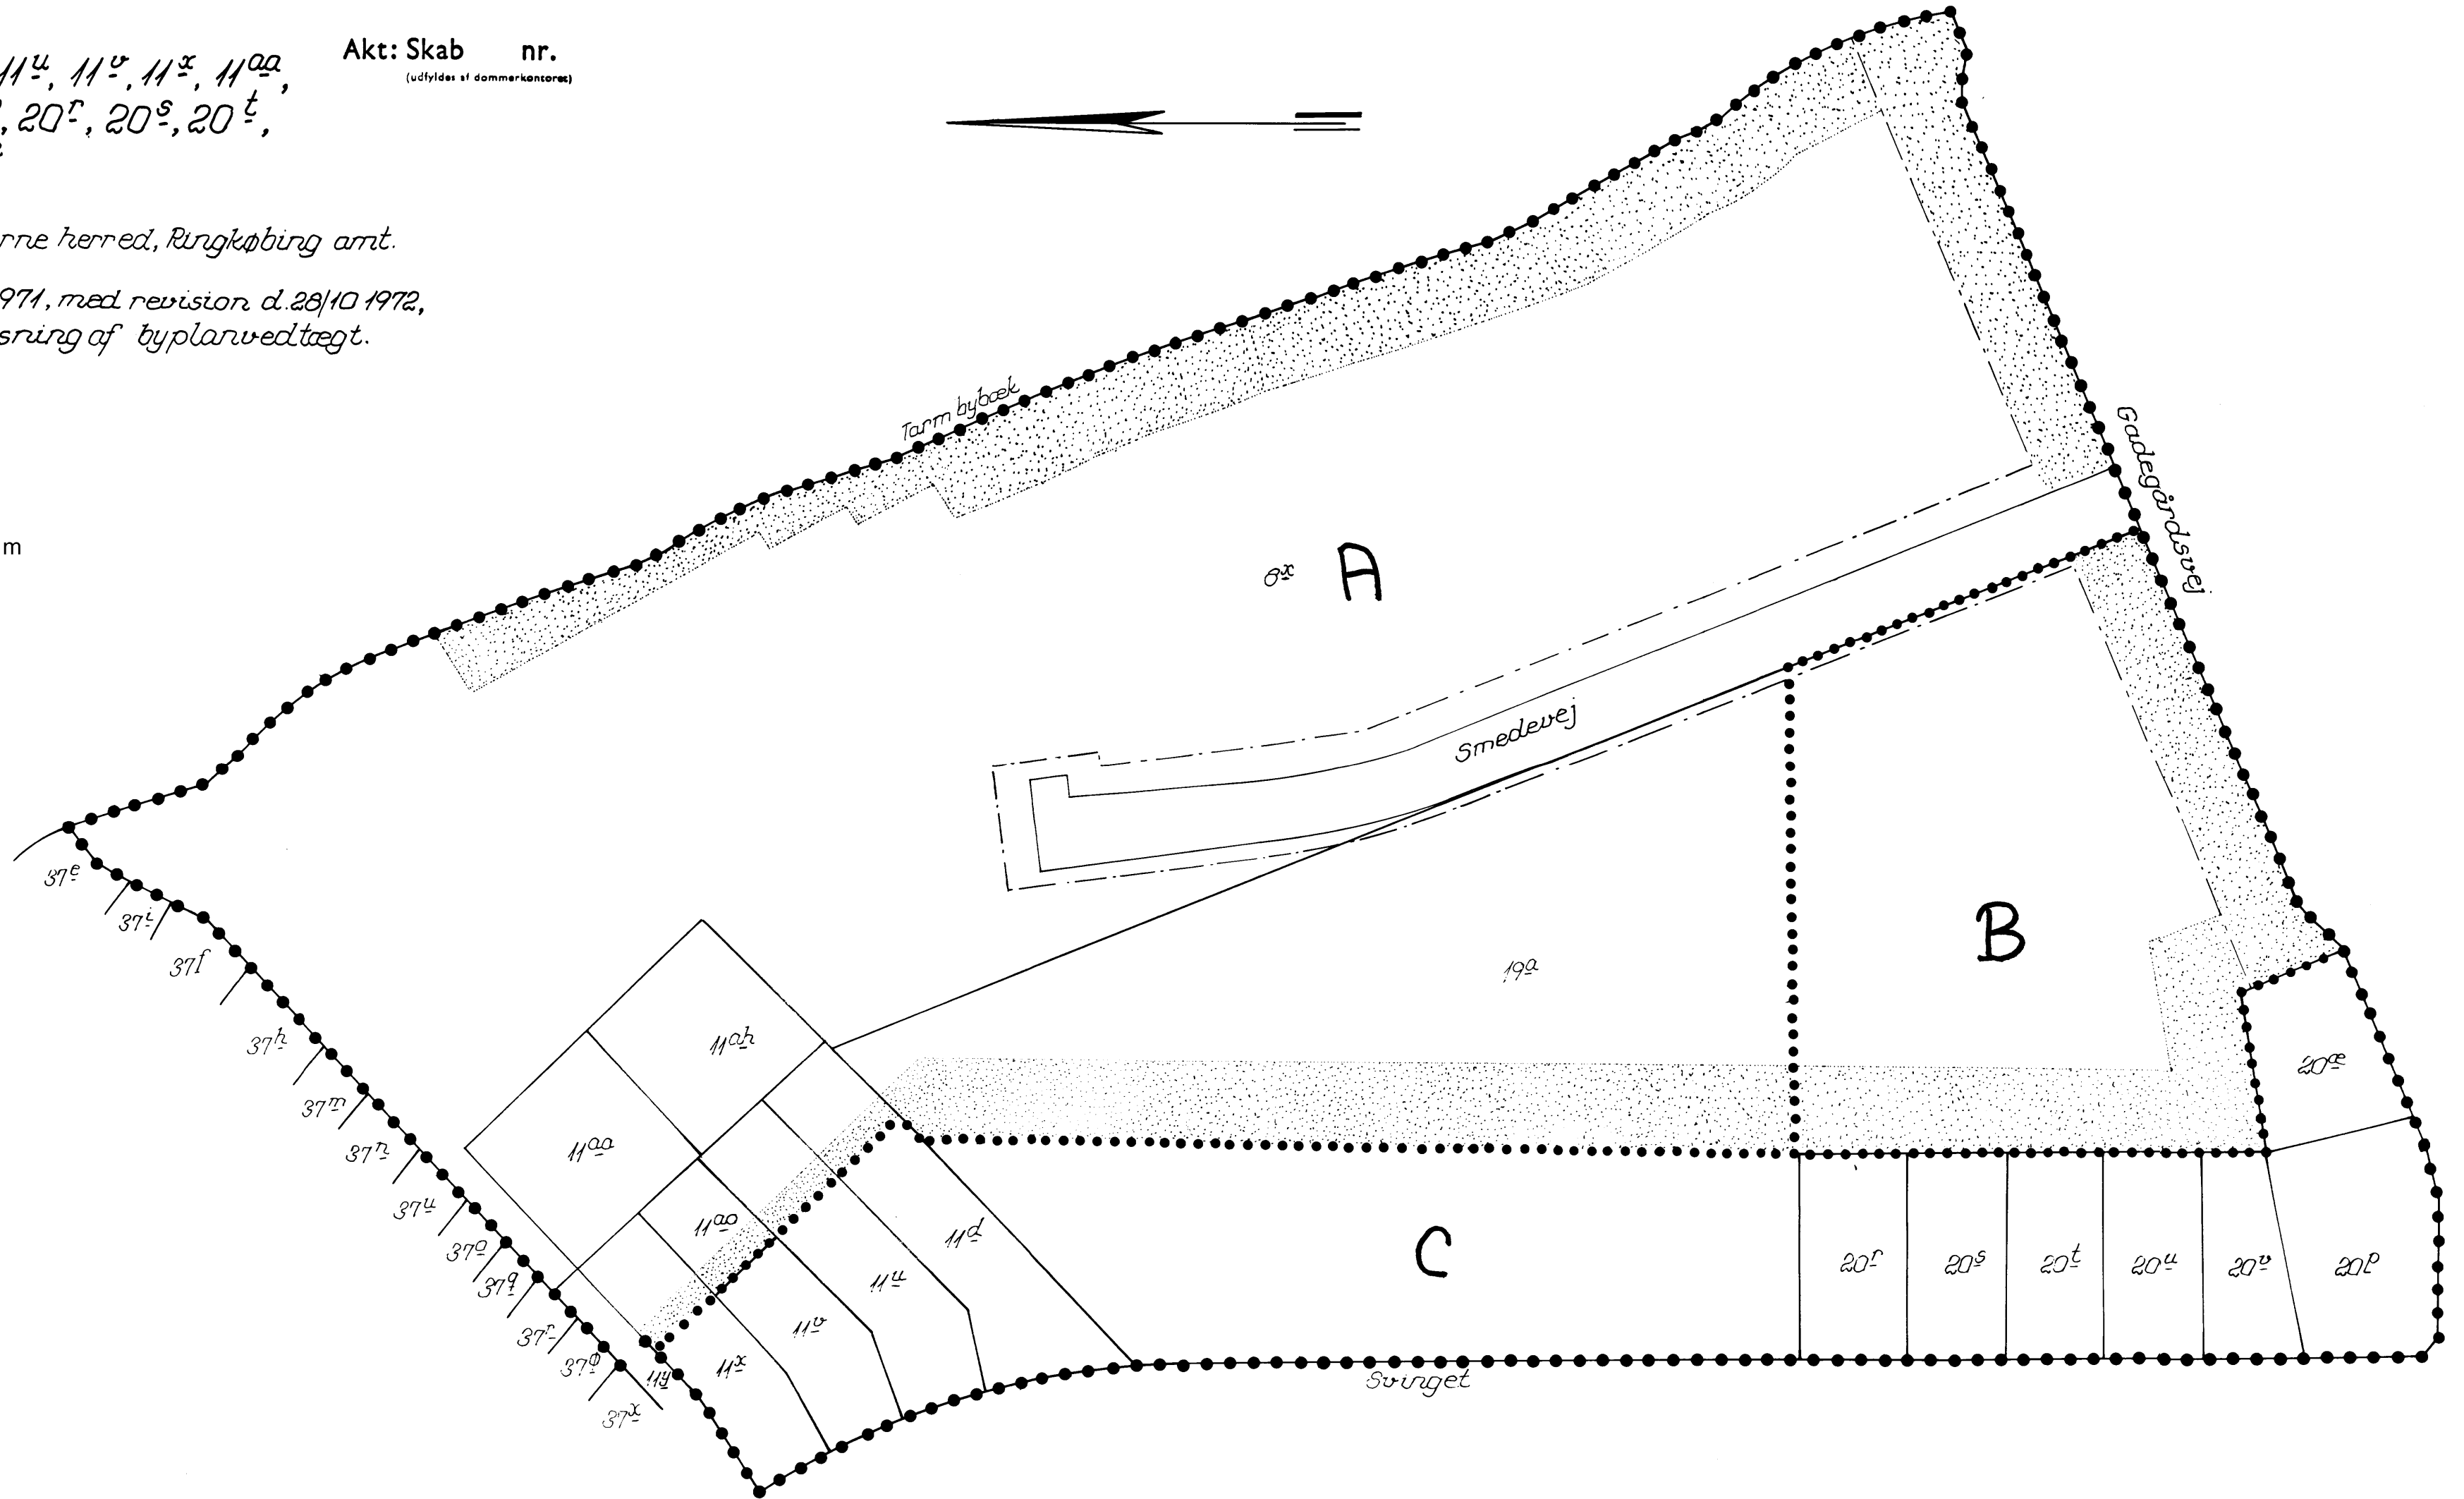 11u, 11v, 11x, 11aa,
, 20r, 20s, 20t,
Akt: Skab nr.
(udfyldes af dommerkontoret)
rne herred, Ringkøbing amt.
971, med revision d. 28/10 1972,
sning af byplanvedtægt.
m
Tarm bybæk
Gadegårdsvej
8x A
Smedevej
37e
37i
37f
37h
37m
37n
37u
37o
37q
37r
37ø
37x
11ah
11aa
11ao
11d
11u
11v
11x
11y
19a
B
C
20æ
20r
20s
20t
20u
20v
20p
Svinget